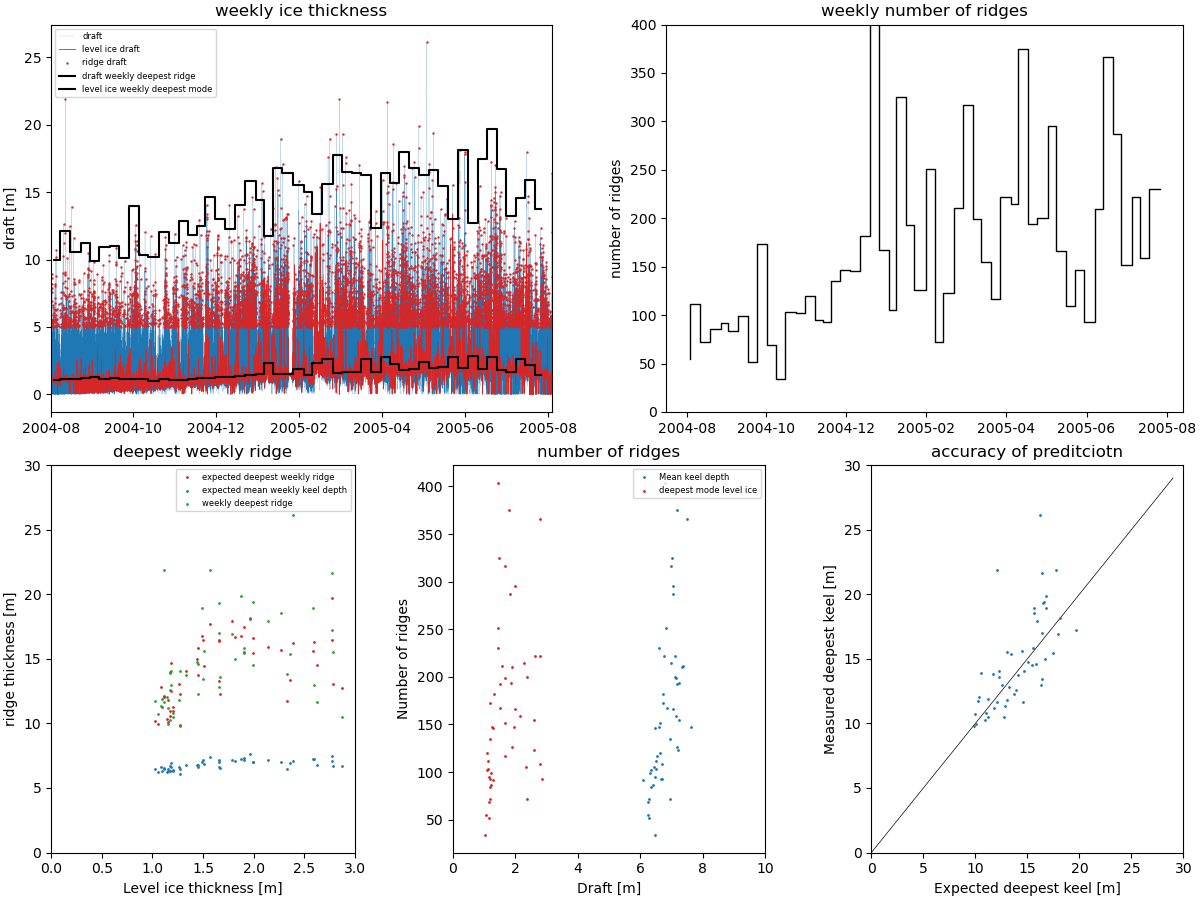 weekly ice thickness
draft
level ice draft
ridge draft
draft weekly deepest ridge
level ice weekly deepest mode
draft [m]
25
20
15
10
5
0
2004-08 2004-10 2004-12 2005-02 2005-04 2005-06 2005-08
weekly number of ridges
number of ridges
400
350
300
250
200
150
100
50
0
2004-08 2004-10 2004-12 2005-02 2005-04 2005-06 2005-08
deepest weekly ridge
expected deepest weekly ridge
expected mean weekly keel depth
weekly deepest ridge
ridge thickness [m]
30
25
20
15
10
5
0
0.0 0.5 1.0 1.5 2.0 2.5 3.0
Level ice thickness [m]
number of ridges
Mean keel depth
deepest mode level ice
Number of ridges
400
350
300
250
200
150
100
50
0 2 4 6 8 10
Draft [m]
accuracy of preditciotn
Measured deepest keel [m]
30
25
20
15
10
5
0
0 5 10 15 20 25 30
Expected deepest keel [m]